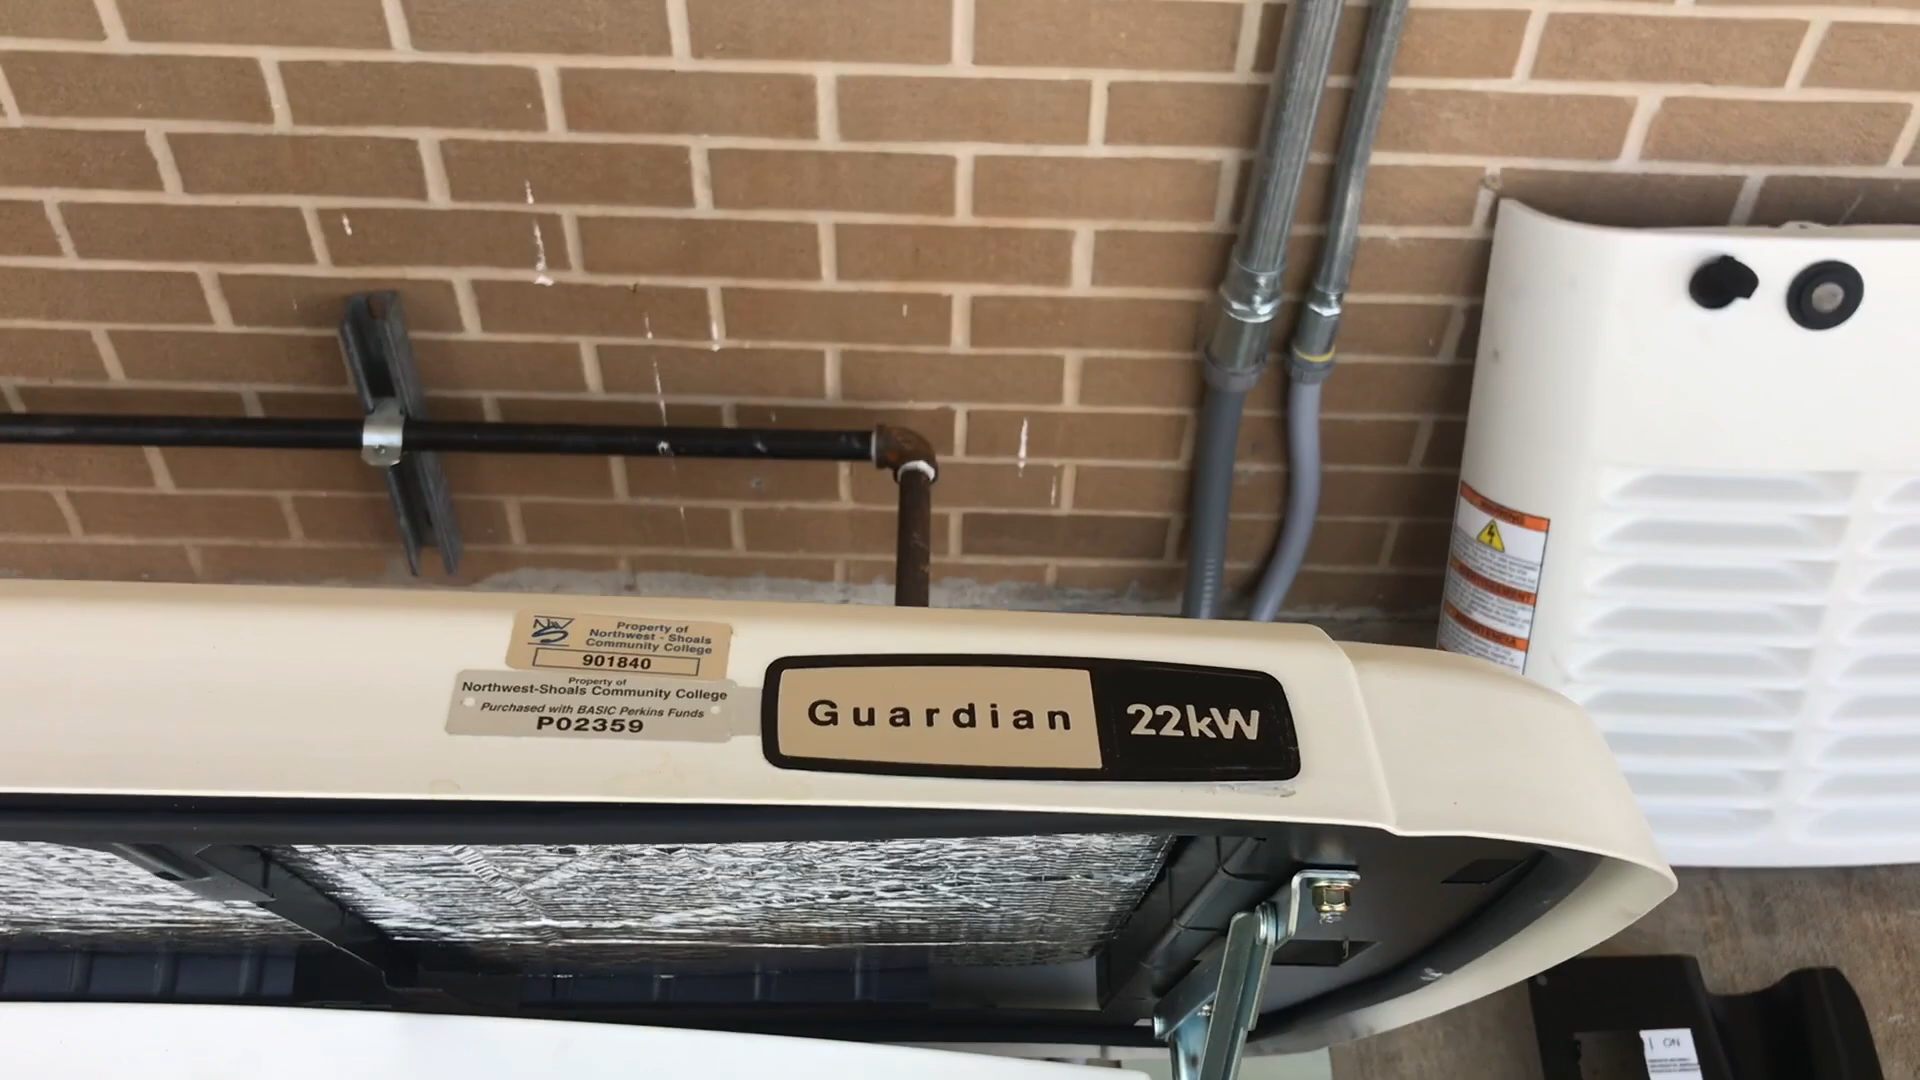 Property of
Northwest - Shoals
Community College
901840
Property of
Northwest-Shoals Community College
Purchased with BASIC Perkins Funds
P02359
Guardian 22kW
ON